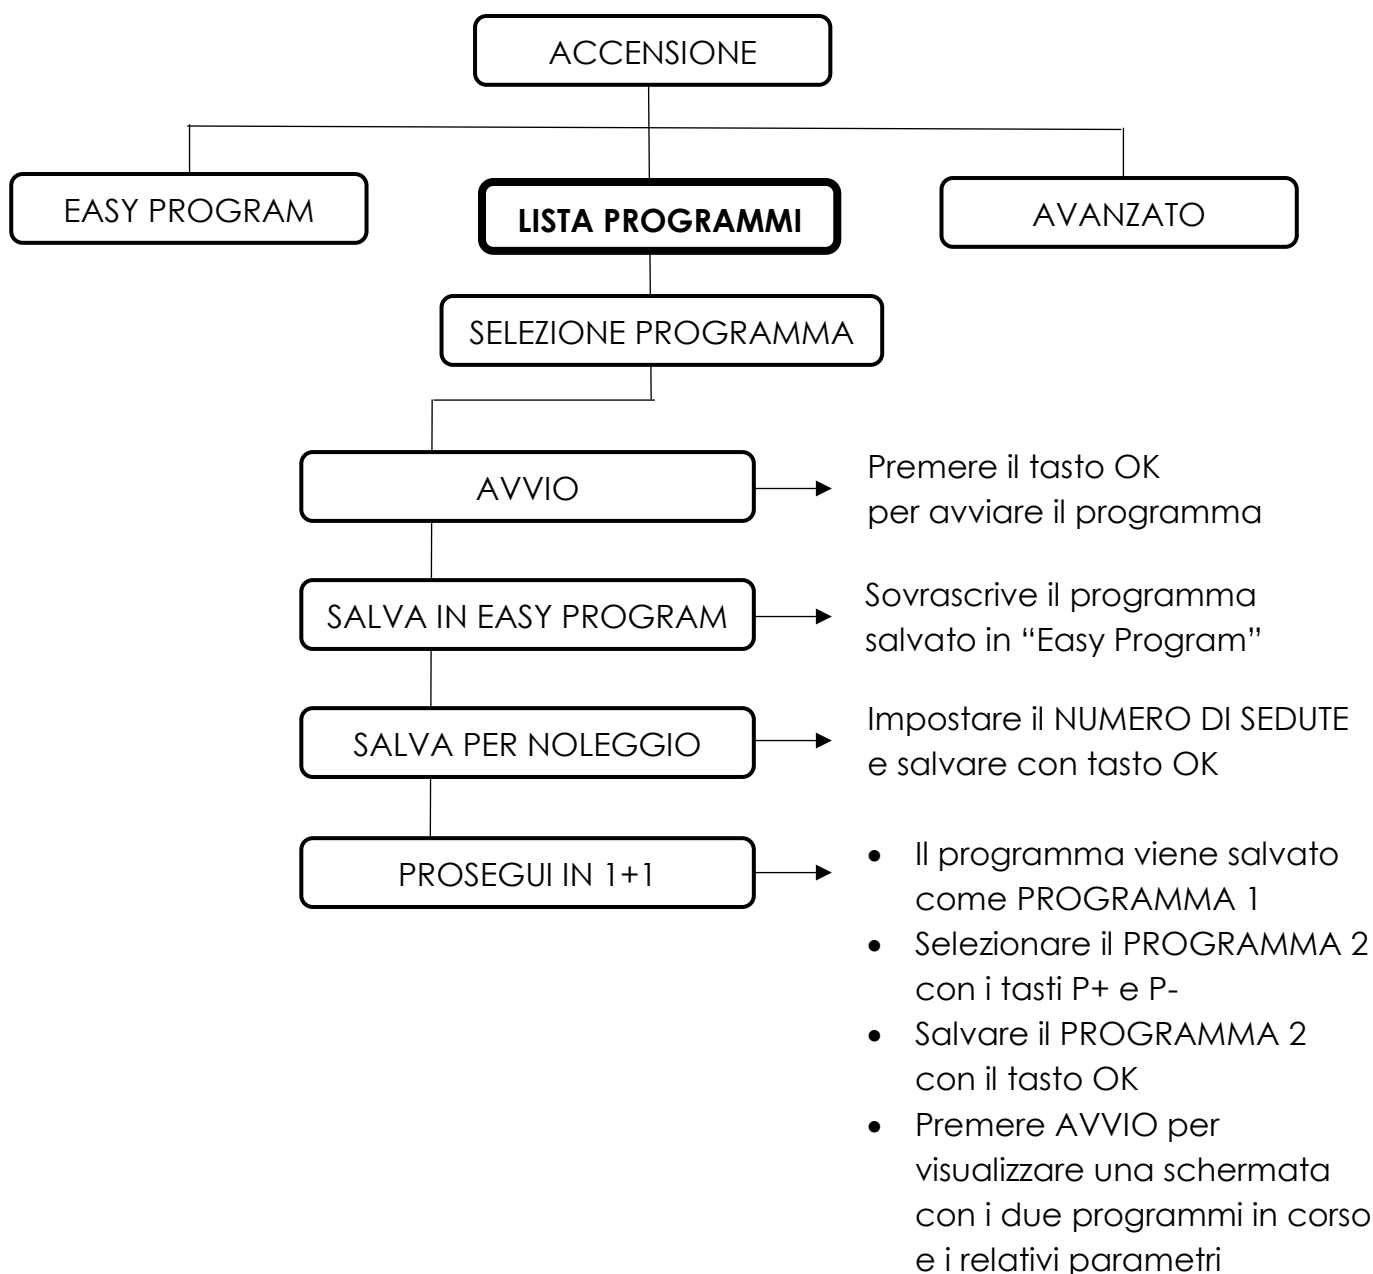 ACCENSIONE
EASY PROGRAM
LISTA PROGRAMMI
AVANZATO
SELEZIONE PROGRAMMA
AVVIO
Premere il tasto OK
per avviare il programma
SALVA IN EASY PROGRAM
Sovrascrive il programma
salvato in “Easy Program”
SALVA PER NOLEGGIO
Impostare il NUMERO DI SEDUTE
e salvare con tasto OK
PROSEGUI IN 1+1
• Il programma viene salvato
come PROGRAMMA 1
• Selezionare il PROGRAMMA 2
con i tasti P+ e P-
• Salvare il PROGRAMMA 2
con il tasto OK
• Premere AVVIO per
visualizzare una schermata
con i due programmi in corso
e i relativi parametri